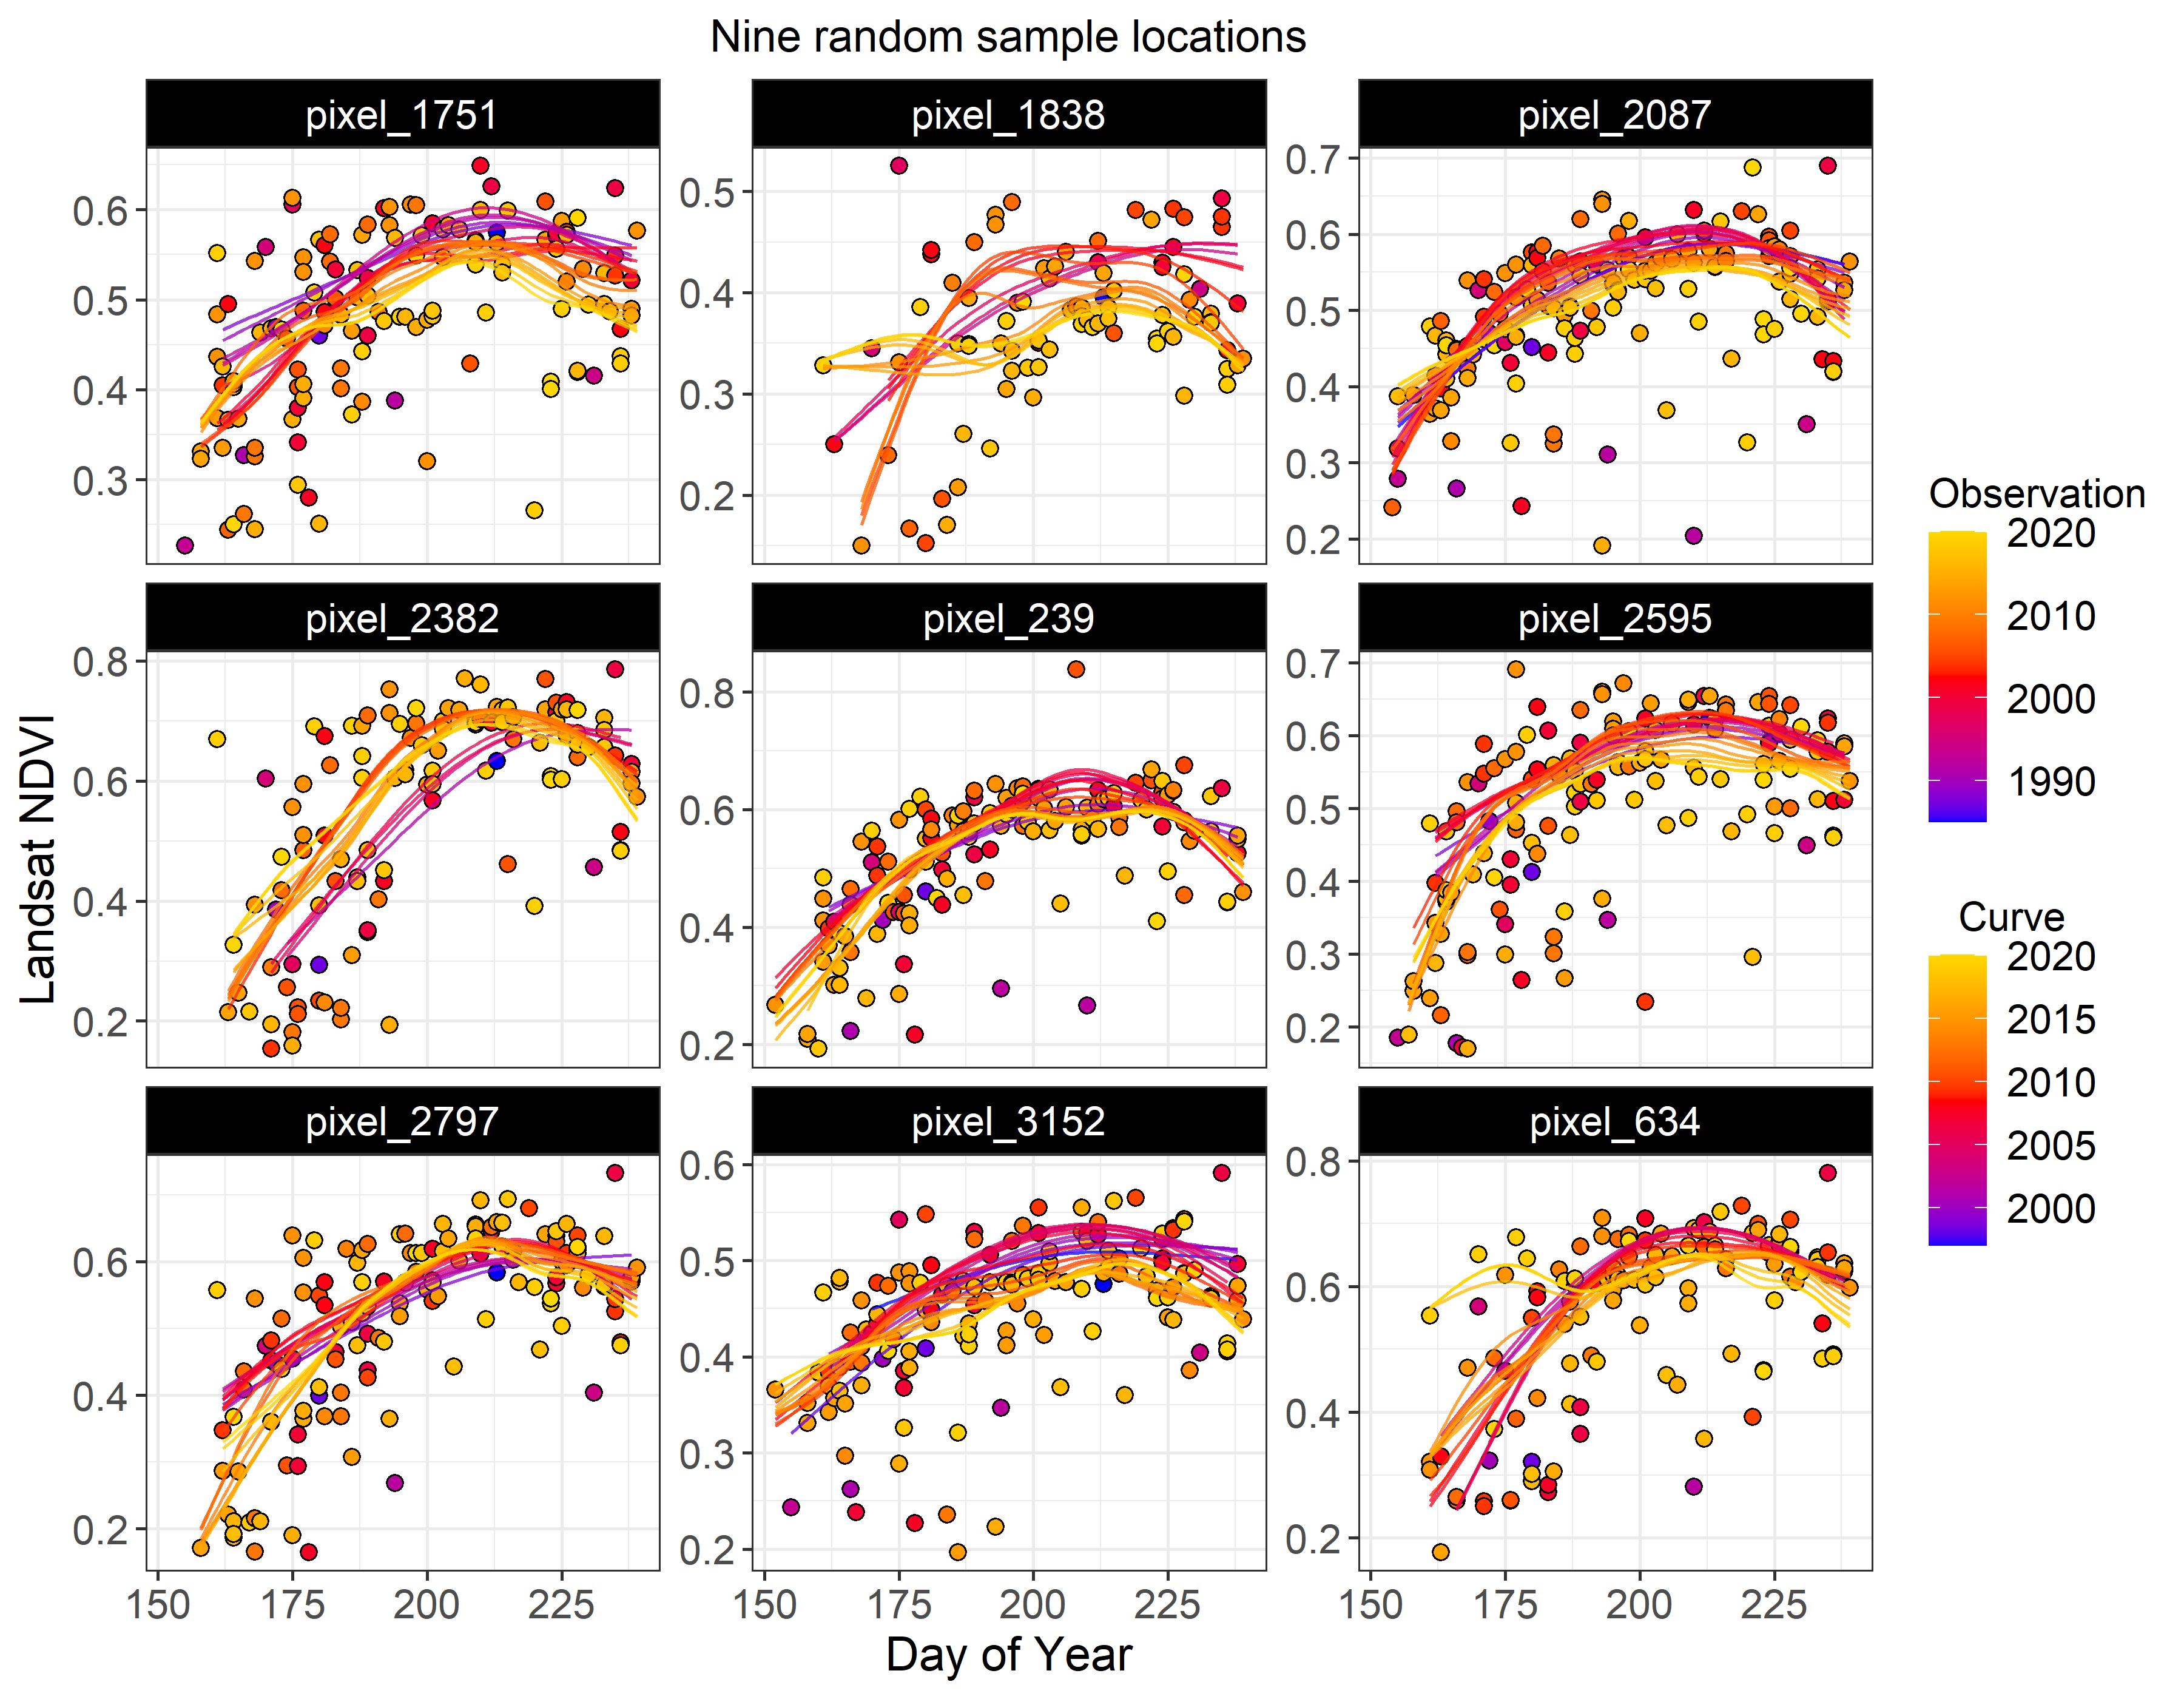 Nine random sample locations
pixel_1751
pixel_1838
pixel_2087
0.6
0.5
0.4
0.3
0.5
0.4
0.3
0.2
0.7
0.6
0.5
0.4
0.3
0.2
pixel_2382
pixel_239
pixel_2595
0.8
0.6
0.4
0.2
0.8
0.6
0.4
0.2
0.7
0.6
0.5
0.4
0.3
0.2
pixel_2797
pixel_3152
pixel_634
0.6
0.4
0.2
0.6
0.5
0.4
0.3
0.2
0.8
0.6
0.4
0.2
150 175 200 225
150 175 200 225
150 175 200 225
Day of Year
Landsat NDVI
Observation
2020
2010
2000
1990
Curve
2020
2015
2010
2005
2000